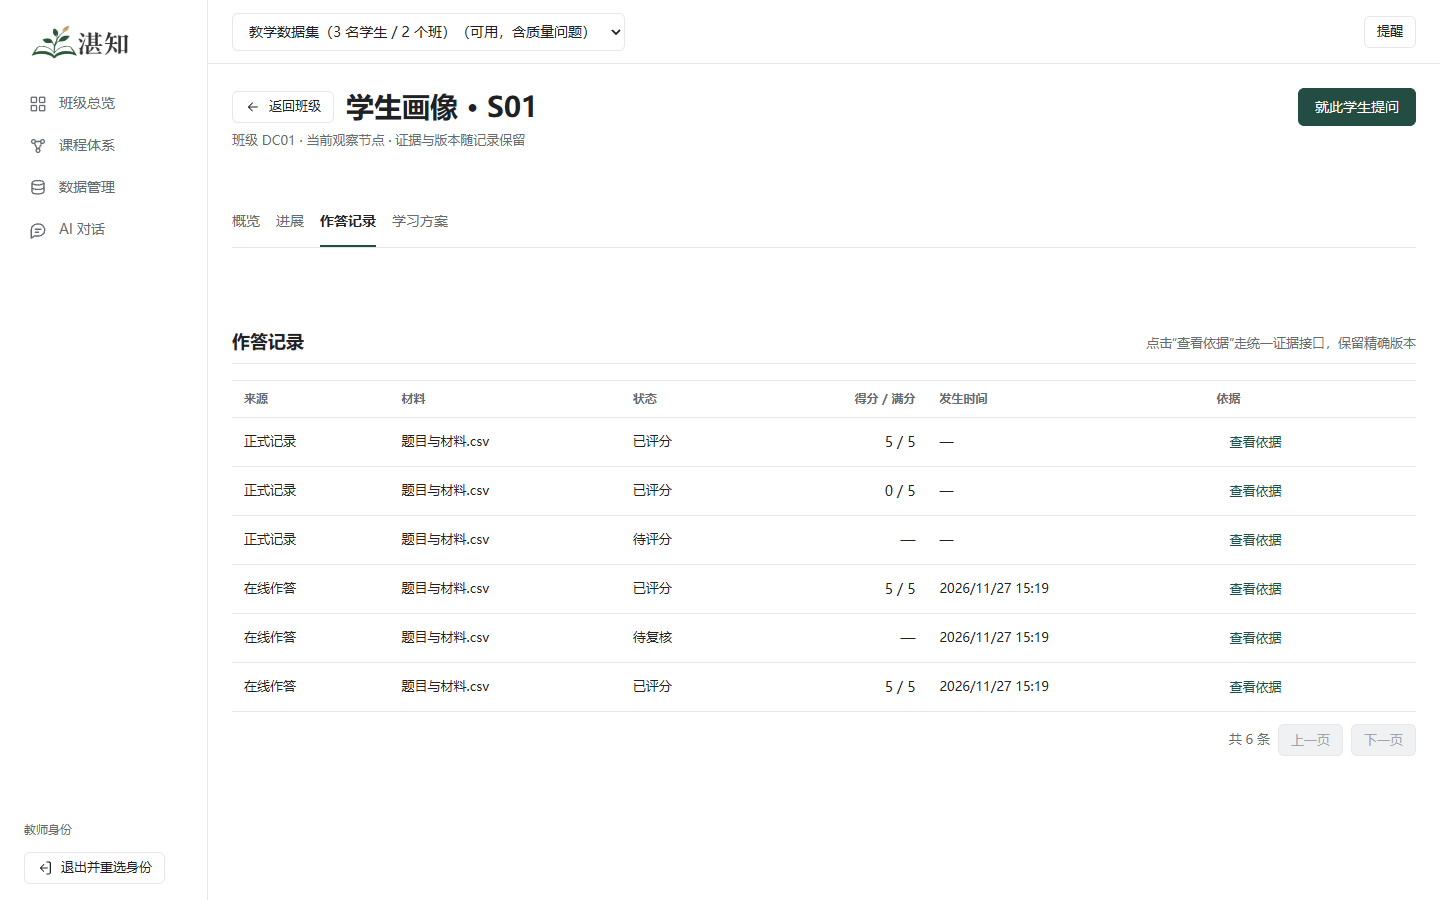 湛知
教学数据集（3 名学生 / 2 个班）（可用，含质量问题）
提醒
班级总览
课程体系
数据管理
AI 对话
返回班级
学生画像 • S01
就此学生提问
班级 DC01 · 当前观察节点 · 证据与版本随记录保留
概览 进展 作答记录 学习方案
作答记录
点击“查看依据”走统一证据接口，保留精确版本
来源 材料 状态 得分 / 满分 发生时间 依据
正式记录 题目与材料.csv 已评分 5 / 5 — 查看依据
正式记录 题目与材料.csv 已评分 0 / 5 — 查看依据
正式记录 题目与材料.csv 待评分 — — 查看依据
在线作答 题目与材料.csv 已评分 5 / 5 2026/11/27 15:19 查看依据
在线作答 题目与材料.csv 待复核 — 2026/11/27 15:19 查看依据
在线作答 题目与材料.csv 已评分 5 / 5 2026/11/27 15:19 查看依据
共 6 条 上一页 下一页
教师身份
退出并重选身份